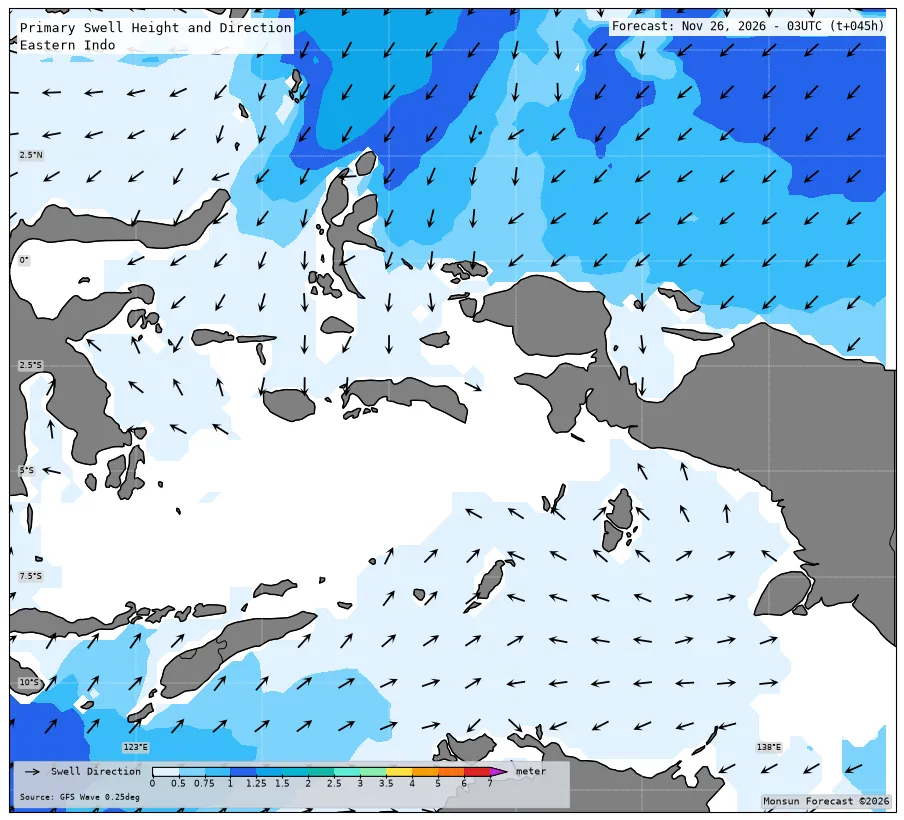 Primary Swell Height and Direction
Eastern Indo
Forecast: Nov 26, 2026 - 03UTC (t+045h)
2.5°N
0°
2.5°S
5°S
7.5°S
10°S
123°E
138°E
Swell Direction
0 0.5 0.75 1 1.25 1.5 2 2.5 3 3.5 4 5 6 7
meter
Source: GFS Wave 0.25deg
Monsun Forecast ©2026